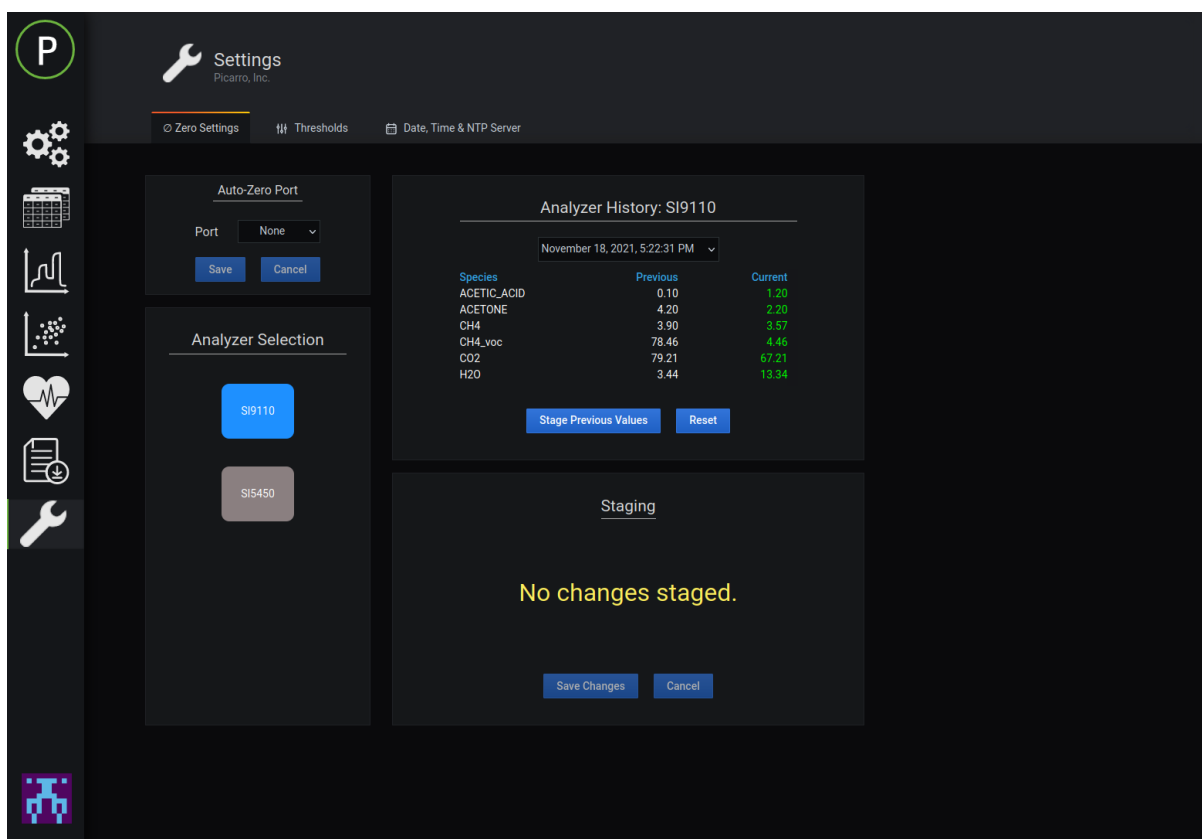 P
Settings
Picarro, Inc.
Zero Settings Thresholds Date, Time & NTP Server
Auto-Zero Port
Port None
Save Cancel
Analyzer Selection
SI9110
SI5450
Analyzer History: SI9110
November 18, 2021, 5:22:31 PM
Species Previous Current
ACETIC_ACID 0.10 1.20
ACETONE 4.20 2.20
CH4 3.90 3.57
CH4_voc 78.46 4.46
CO2 79.21 67.21
H2O 3.44 13.34
Stage Previous Values Reset
Staging
No changes staged.
Save Changes Cancel